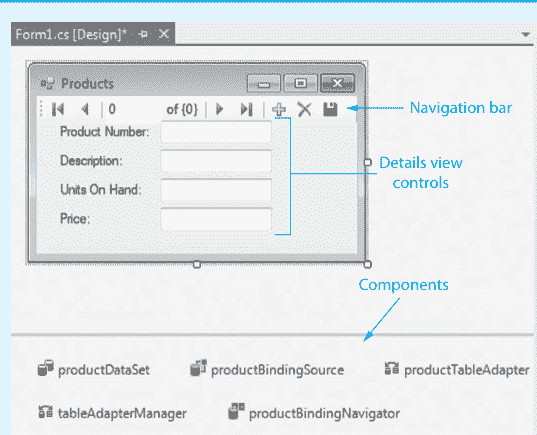 Form1.cs [Design]*
Products
0 of {0}
Navigation bar
Product Number:
Description:
Details view
controls
Units On Hand:
Price:
Components
productDataSet productBindingSource productTableAdapter
tableAdapterManager productBindingNavigator